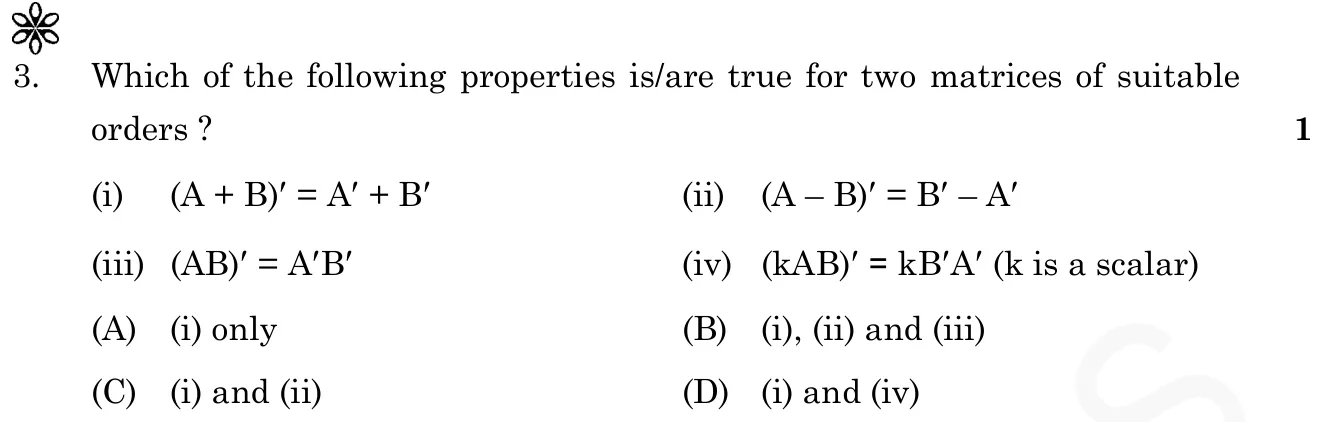 3. Which of the following properties is/are true for two matrices of suitable
orders ? 1
(i) (A + B)′ = A′ + B′ (ii) (A – B)′ = B′ – A′
(iii) (AB)′ = A′B′ (iv) (kAB)′ = kB′A′ (k is a scalar)
(A) (i) only (B) (i), (ii) and (iii)
(C) (i) and (ii) (D) (i) and (iv)